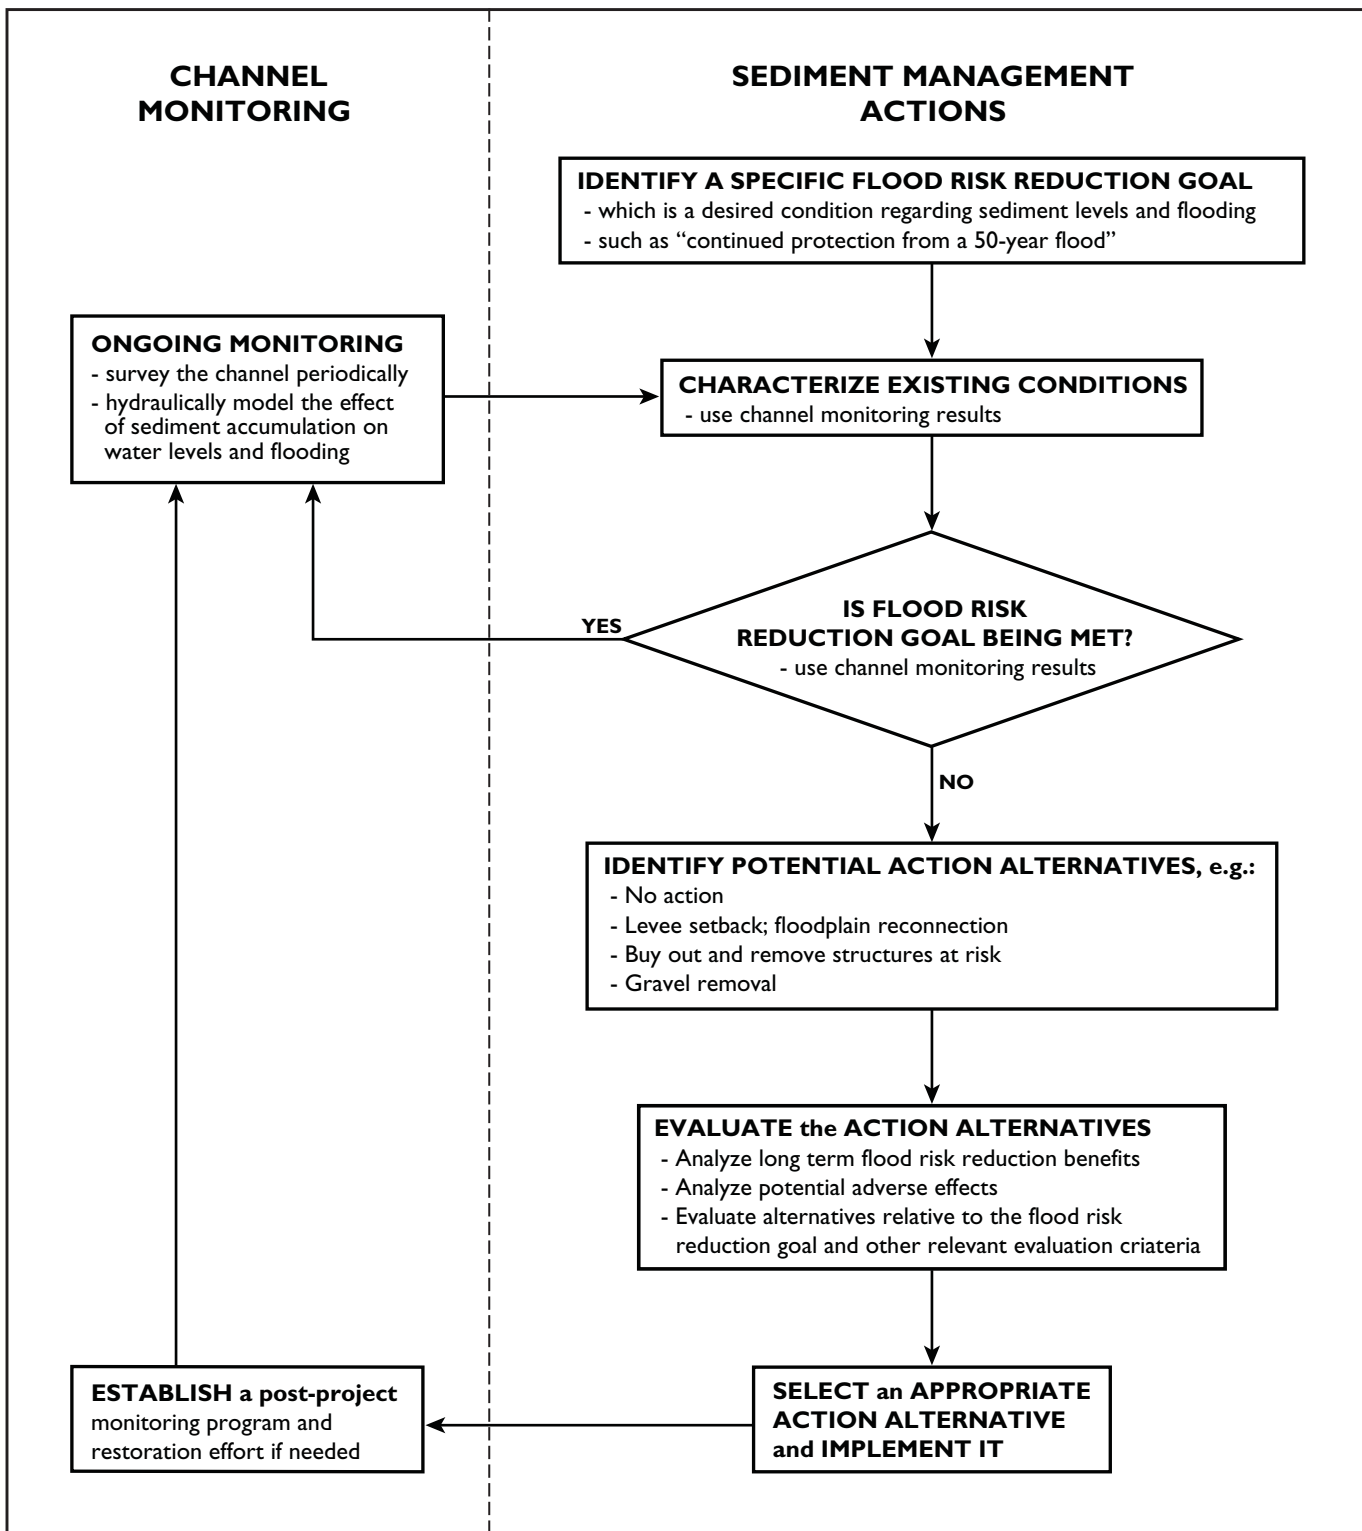 CHANNEL
MONITORING
SEDIMENT MANAGEMENT
ACTIONS
IDENTIFY A SPECIFIC FLOOD RISK REDUCTION GOAL
- which is a desired condition regarding sediment levels and flooding
- such as “continued protection from a 50-year flood”
ONGOING MONITORING
- survey the channel periodically
- hydraulically model the effect
of sediment accumulation on
water levels and flooding
CHARACTERIZE EXISTING CONDITIONS
- use channel monitoring results
IS FLOOD RISK
REDUCTION GOAL BEING MET?
- use channel monitoring results
YES
NO
IDENTIFY POTENTIAL ACTION ALTERNATIVES, e.g.:
- No action
- Levee setback; floodplain reconnection
- Buy out and remove structures at risk
- Gravel removal
EVALUATE the ACTION ALTERNATIVES
- Analyze long term flood risk reduction benefits
- Analyze potential adverse effects
- Evaluate alternatives relative to the flood risk
reduction goal and other relevant evaluation criateria
SELECT an APPROPRIATE
ACTION ALTERNATIVE
and IMPLEMENT IT
ESTABLISH a post-project
monitoring program and
restoration effort if needed